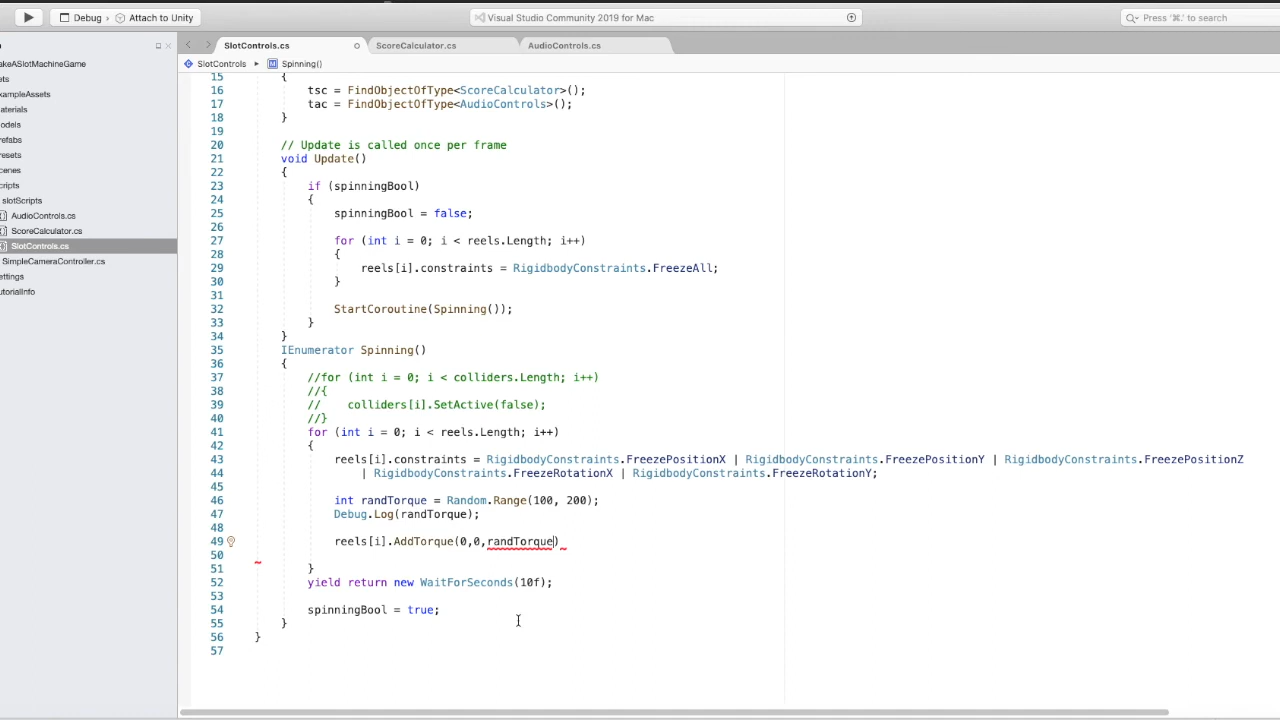 Debug › Attach to Unity
Visual Studio Community 2019 for Mac
Press '⌘.' to search
SlotControls.cs
ScoreCalculator.cs
AudioControls.cs
SlotControls ▸ Spinning()
akeASlotMachineGame
ets
xampleAssets
aterials
odels
refabs
resets
cenes
cripts
slotScripts
AudioControls.cs
ScoreCalculator.cs
SlotControls.cs
SimpleCameraController.cs
ettings
utorialInfo
15 {
16 tsc = FindObjectOfType<ScoreCalculator>();
17 tac = FindObjectOfType<AudioControls>();
18 }
19
20 // Update is called once per frame
21 void Update()
22 {
23 if (spinningBool)
24 {
25 spinningBool = false;
26
27 for (int i = 0; i < reels.Length; i++)
28 {
29 reels[i].constraints = RigidbodyConstraints.FreezeAll;
30 }
31
32 StartCoroutine(Spinning());
33 }
34 }
35 IEnumerator Spinning()
36 {
37 //for (int i = 0; i < colliders.Length; i++)
38 //{
39 // colliders[i].SetActive(false);
40 //}
41 for (int i = 0; i < reels.Length; i++)
42 {
43 reels[i].constraints = RigidbodyConstraints.FreezePositionX | RigidbodyConstraints.FreezePositionY | RigidbodyConstraints.FreezePositionZ
44 | RigidbodyConstraints.FreezeRotationX | RigidbodyConstraints.FreezeRotationY;
45
46 int randTorque = Random.Range(100, 200);
47 Debug.Log(randTorque);
48
49 reels[i].AddTorque(0,0,randTorque)
50
51 }
52 yield return new WaitForSeconds(10f);
53
54 spinningBool = true;
55 }
56 }
57